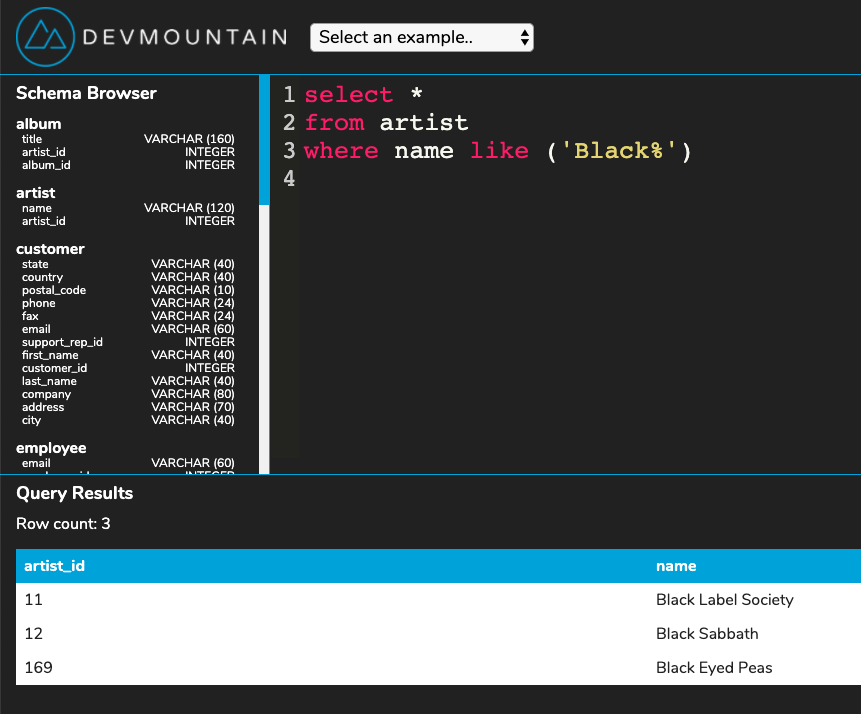 DEVMOUNTAIN
Select an example..
Schema Browser
album
title VARCHAR (160)
artist_id INTEGER
album_id INTEGER
artist
name VARCHAR (120)
artist_id INTEGER
customer
state VARCHAR (40)
country VARCHAR (40)
postal_code VARCHAR (10)
phone VARCHAR (24)
fax VARCHAR (24)
email VARCHAR (60)
support_rep_id INTEGER
first_name VARCHAR (40)
customer_id INTEGER
last_name VARCHAR (40)
company VARCHAR (80)
address VARCHAR (70)
city VARCHAR (40)
employee
email VARCHAR (60)
INTEGER
1 select *
2 from artist
3 where name like ('Black%')
4
Query Results
Row count: 3
artist_id name
11 Black Label Society
12 Black Sabbath
169 Black Eyed Peas